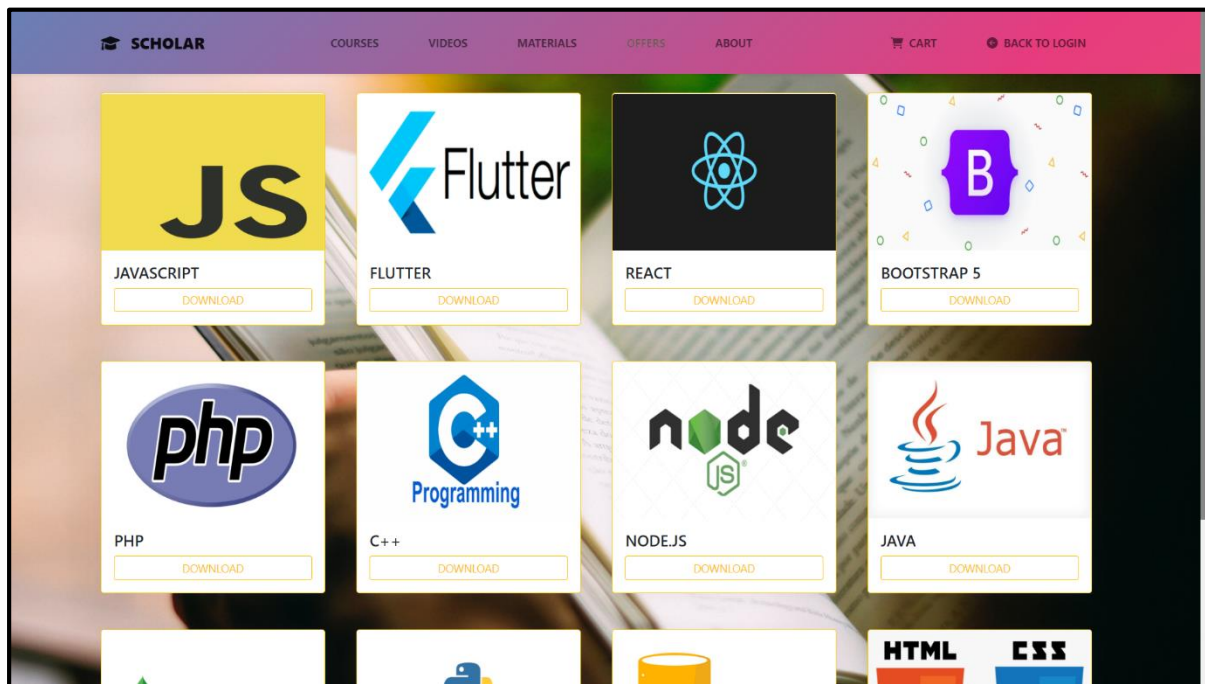 SCHOLAR COURSES VIDEOS MATERIALS OFFERS ABOUT CART BACK TO LOGIN
JS
Flutter
B
JAVASCRIPT
DOWNLOAD
FLUTTER
DOWNLOAD
REACT
DOWNLOAD
BOOTSTRAP 5
DOWNLOAD
php
C++
Programming
node
JS
Java
PHP
DOWNLOAD
C++
DOWNLOAD
NODE.JS
DOWNLOAD
JAVA
DOWNLOAD
HTML CSS